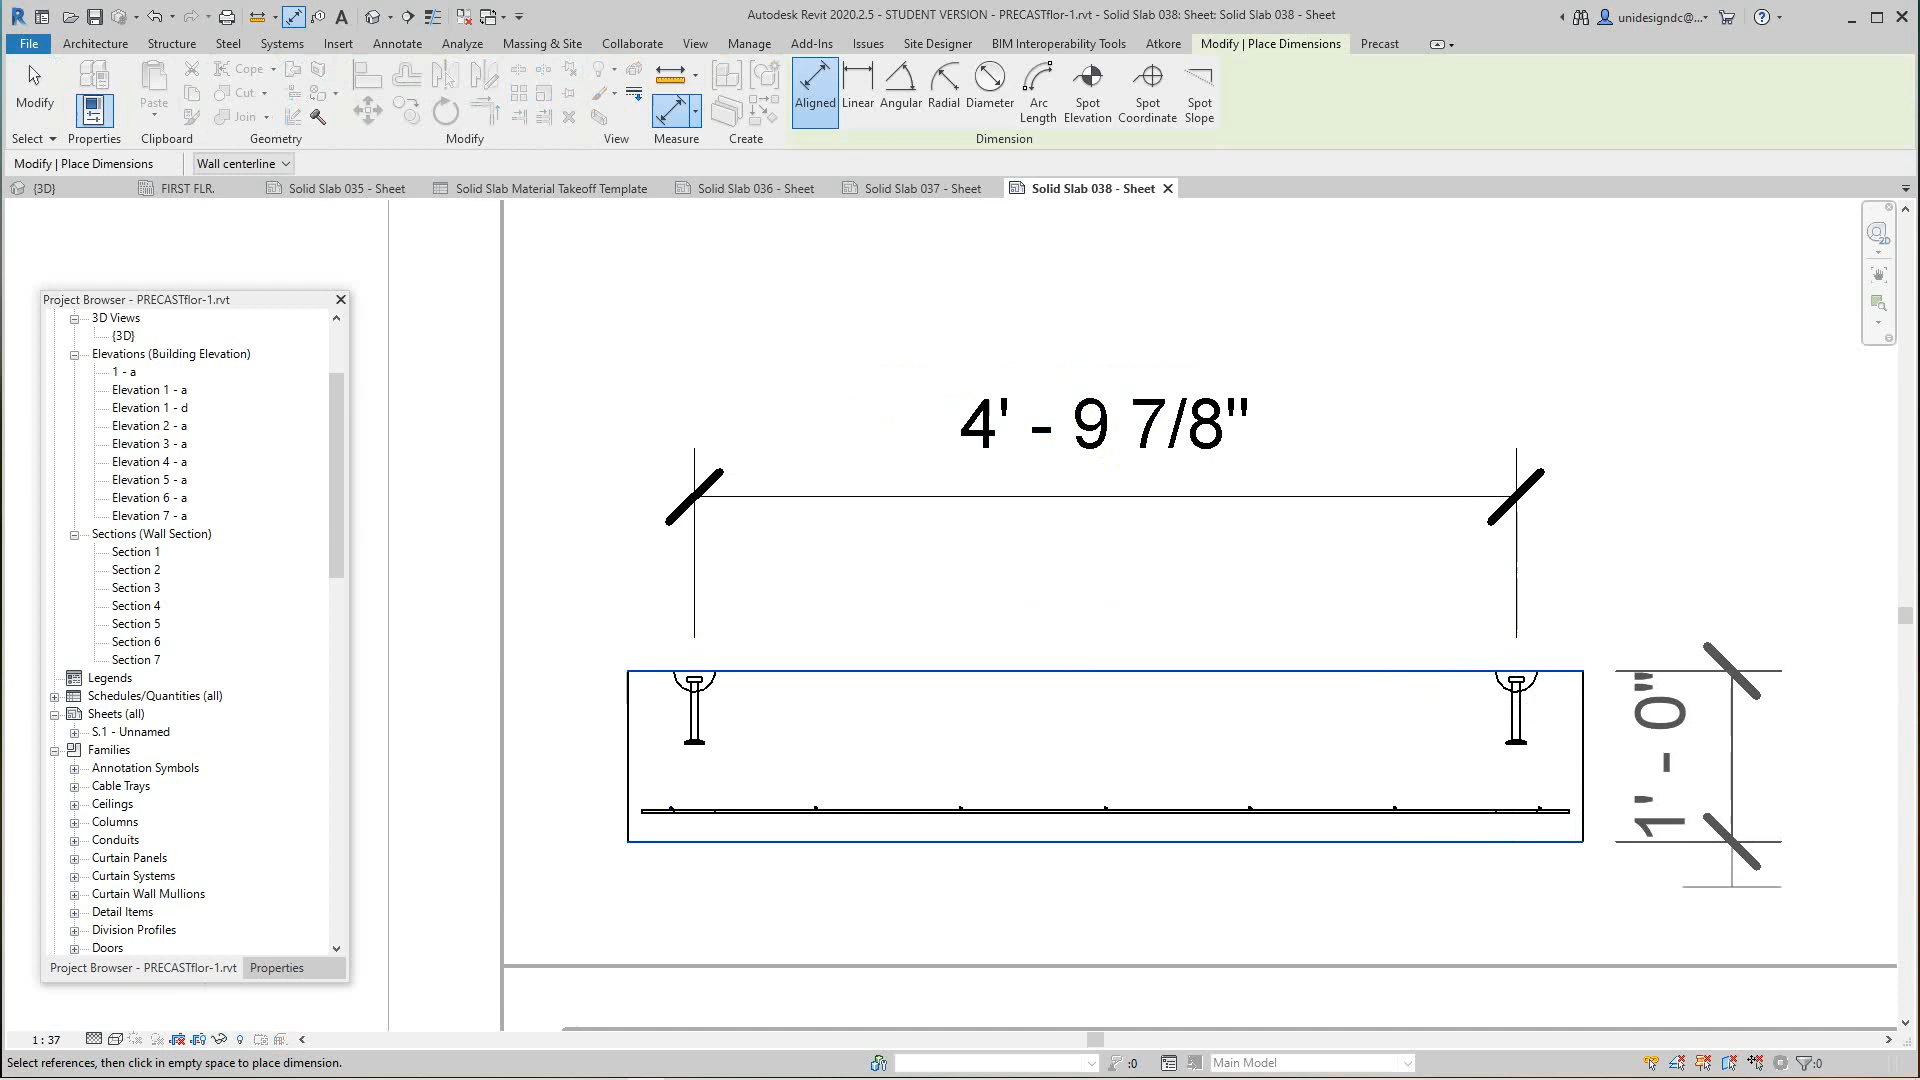 Autodesk Revit 2020.2.5 - STUDENT VERSION - PRECASTflor-1.rvt - Solid Slab 038: Sheet: Solid Slab 038 - Sheet
unidesigndc@...
File Architecture Structure Steel Systems Insert Annotate Analyze Massing & Site Collaborate View Manage Add-Ins Issues Site Designer BIM Interoperability Tools Atkore Modify | Place Dimensions Precast
Modify
Paste
Cope
Cut
Join
Aligned Linear Angular Radial Diameter Arc Length Spot Elevation Spot Coordinate Spot Slope
Select Properties Clipboard Geometry Modify View Measure Create Dimension
Modify | Place Dimensions Wall centerline
{3D} FIRST FLR. Solid Slab 035 - Sheet Solid Slab Material Takeoff Template Solid Slab 036 - Sheet Solid Slab 037 - Sheet Solid Slab 038 - Sheet
2D
Project Browser - PRECASTflor-1.rvt
3D Views
{3D}
Elevations (Building Elevation)
1 - a
Elevation 1 - a
Elevation 1 - d
Elevation 2 - a
Elevation 3 - a
Elevation 4 - a
Elevation 5 - a
Elevation 6 - a
Elevation 7 - a
Sections (Wall Section)
Section 1
Section 2
Section 3
Section 4
Section 5
Section 6
Section 7
Legends
Schedules/Quantities (all)
Sheets (all)
S.1 - Unnamed
Families
Annotation Symbols
Cable Trays
Ceilings
Columns
Conduits
Curtain Panels
Curtain Systems
Curtain Wall Mullions
Detail Items
Division Profiles
Doors
Project Browser - PRECASTflor-1.rvt Properties
4' - 9 7/8"
1' - 0"
1 : 37
Select references, then click in empty space to place dimension.
:0
Main Model
:0